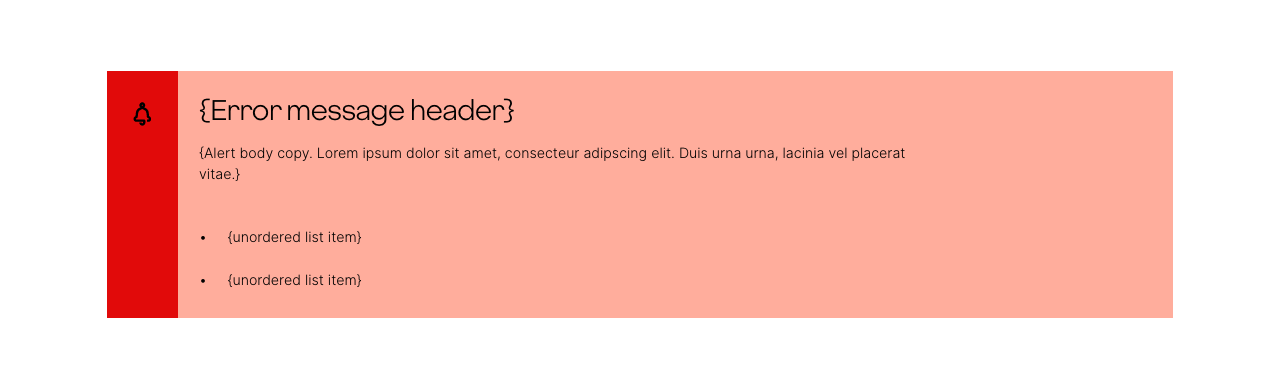 {Error message header}
{Alert body copy. Lorem ipsum dolor sit amet, consecteur adipscing elit. Duis urna urna, lacinia vel placerat
vitae.}
• {unordered list item}
• {unordered list item}